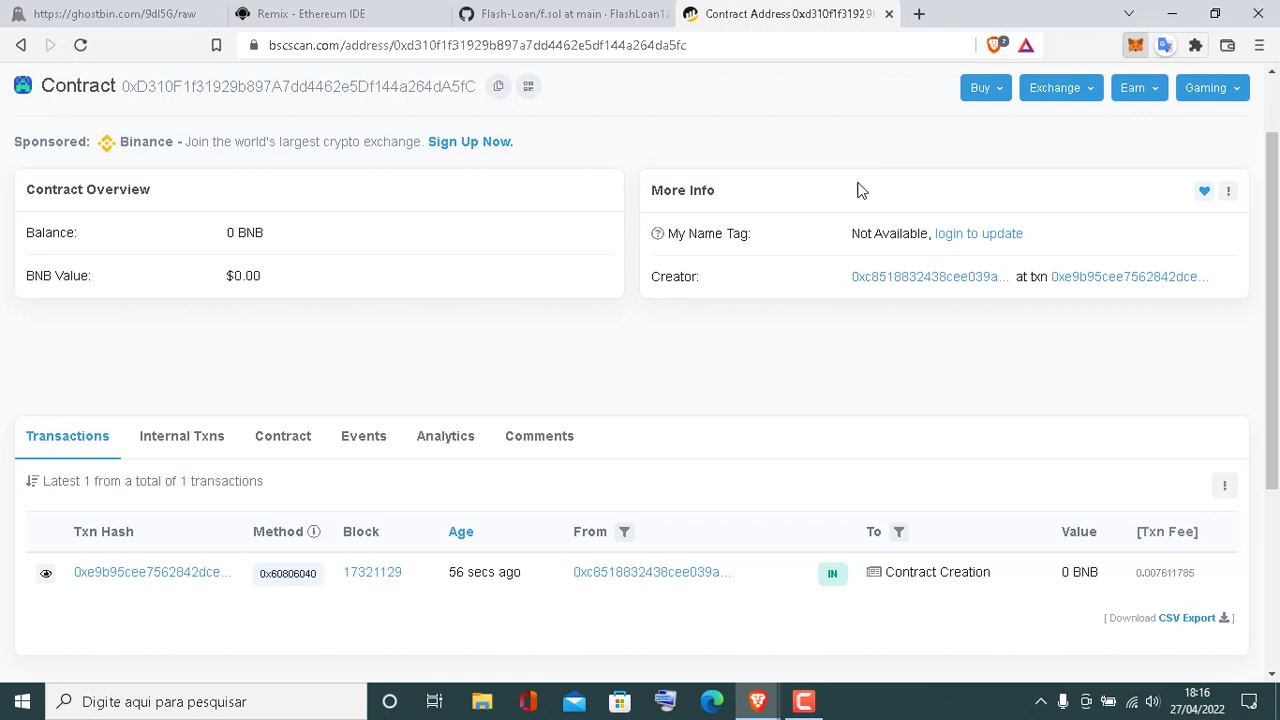 https://ghostbin.com/9dl5G/raw
Remix - Ethereum IDE
Flash-Loan/f.sol at main · FlashLoan12
Contract Address 0xd310f1f31929b
bscscan.com/address/0xd310f1f31929b897a7dd4462e5df144a264da5fc
2
Contract 0xD310F1f31929b897A7dd4462e5Df144a264dA5fC
Buy
Exchange
Earn
Gaming
Sponsored: Binance - Join the world's largest crypto exchange. Sign Up Now.
Contract Overview
Balance: 0 BNB
BNB Value: $0.00
More Info
My Name Tag: Not Available, login to update
Creator: 0xc8518832438cee039a... at txn 0xe9b95cee7562842dce...
Transactions Internal Txns Contract Events Analytics Comments
Latest 1 from a total of 1 transactions
Txn Hash Method Block Age From To Value [Txn Fee]
0xe9b95cee7562842dce... 0x60806040 17321129 56 secs ago 0xc8518832438cee039a... IN Contract Creation 0 BNB 0.007611785
[ Download CSV Export ]
Digite aqui para pesquisar
18:16
27/04/2022